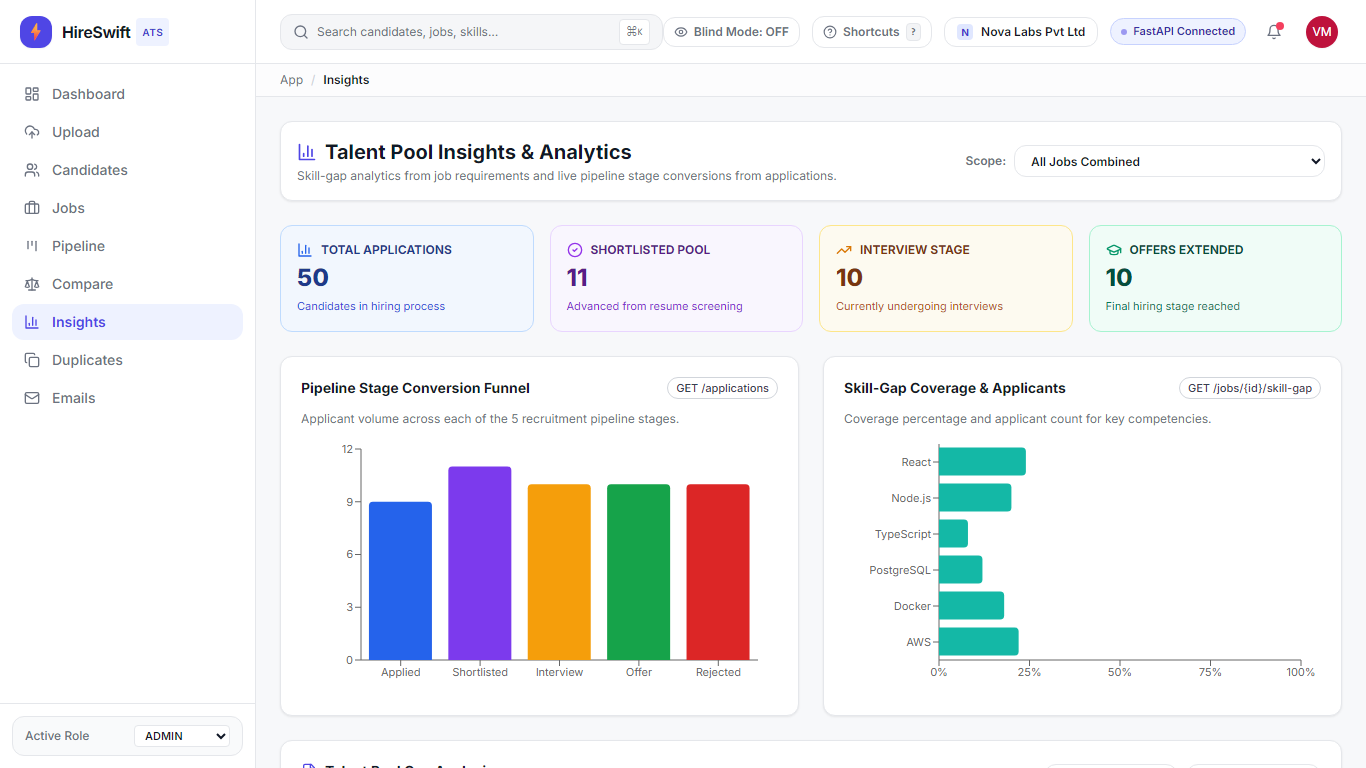 HireSwift ATS
Search candidates, jobs, skills...
⌘K
Blind Mode: OFF
Shortcuts ?
N Nova Labs Pvt Ltd
FastAPI Connected
VM
Dashboard
Upload
Candidates
Jobs
Pipeline
Compare
Insights
Duplicates
Emails
Active Role
ADMIN
App / Insights
Talent Pool Insights & Analytics
Skill-gap analytics from job requirements and live pipeline stage conversions from applications.
Scope:
All Jobs Combined
TOTAL APPLICATIONS
50
Candidates in hiring process
SHORTLISTED POOL
11
Advanced from resume screening
INTERVIEW STAGE
10
Currently undergoing interviews
OFFERS EXTENDED
10
Final hiring stage reached
Pipeline Stage Conversion Funnel
GET /applications
Applicant volume across each of the 5 recruitment pipeline stages.
12
9
6
3
0
Applied Shortlisted Interview Offer Rejected
Skill-Gap Coverage & Applicants
GET /jobs/{id}/skill-gap
Coverage percentage and applicant count for key competencies.
React
Node.js
TypeScript
PostgreSQL
Docker
AWS
0% 25% 50% 75% 100%